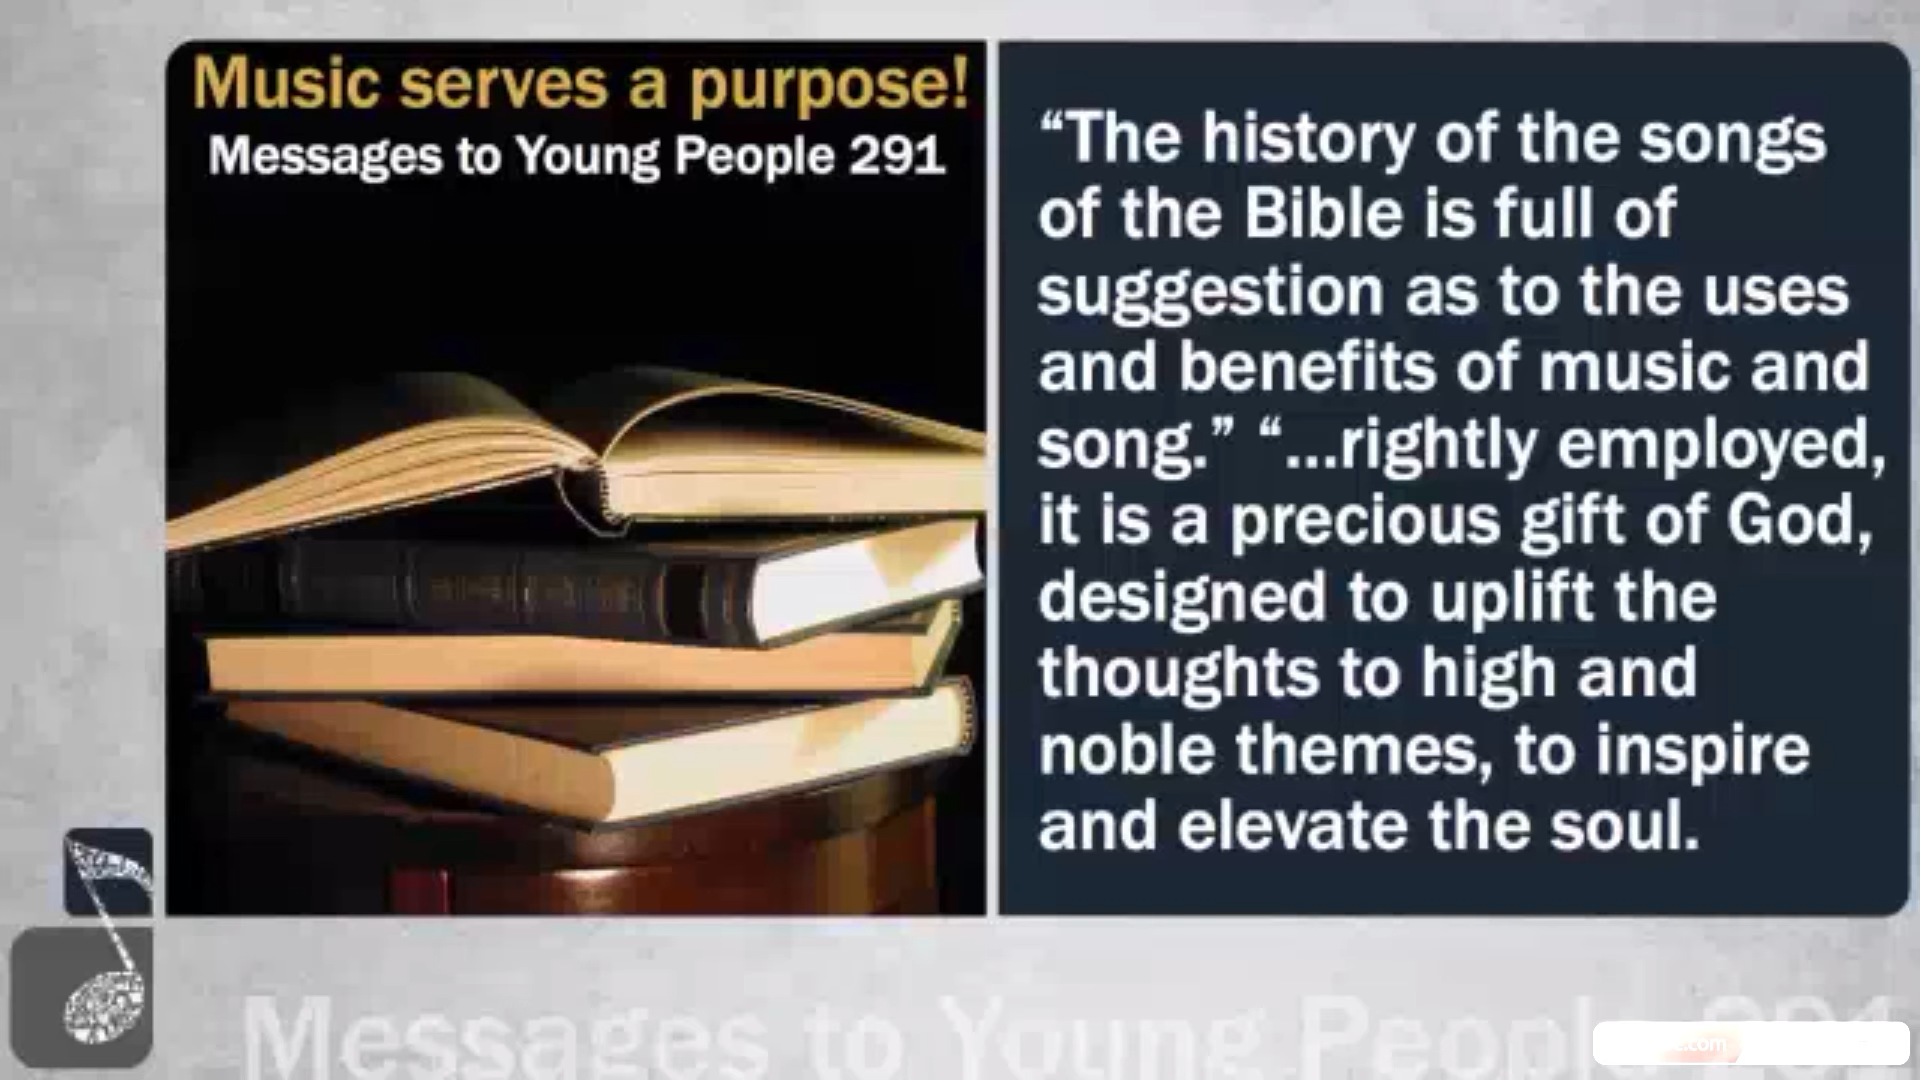 Music serves a purpose!
Messages to Young People 291
“The history of the songs
of the Bible is full of
suggestion as to the uses
and benefits of music and
song.” “...rightly employed,
it is a precious gift of God,
designed to uplift the
thoughts to high and
noble themes, to inspire
and elevate the soul.
Messages to Young People 291
.com